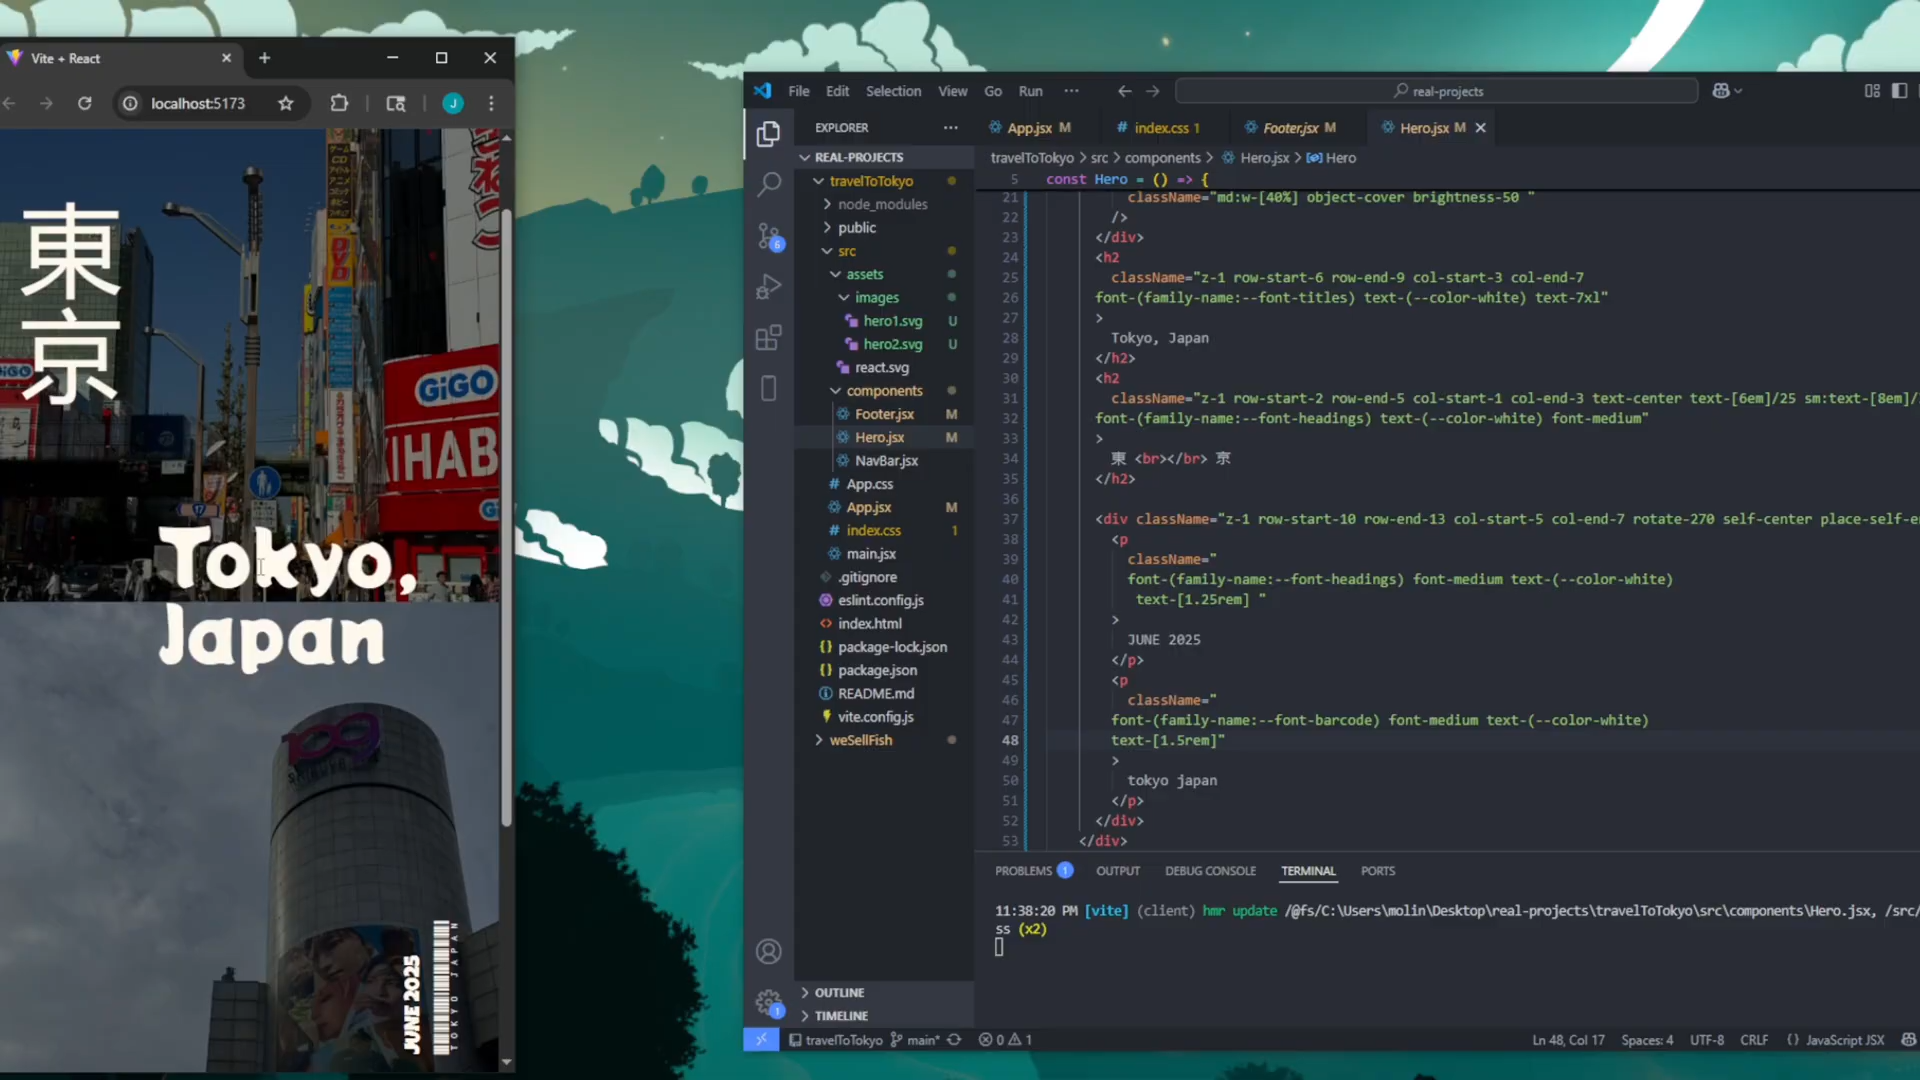 Vite + React
localhost:5173
J
東
京
ゲーム
CD
DVD
GiGO
GiGO
AKIHAB
17
Tokyo,
Japan
109
SHIBUYA
JUNE 2025
TOKYO JAPAN
File Edit Selection View Go Run ···
real-projects
EXPLORER ···
REAL-PROJECTS
travelToTokyo
node_modules
public
src
assets
images
hero1.svg U
hero2.svg U
react.svg
components
Footer.jsx M
Hero.jsx M
NavBar.jsx
App.css
App.jsx M
index.css 1
main.jsx
.gitignore
eslint.config.js
index.html
package-lock.json
package.json
README.md
vite.config.js
weSellFish
OUTLINE
TIMELINE
6
1
App.jsx M # index.css 1 Footer.jsx M Hero.jsx M
travelToTokyo > src > components > Hero.jsx > Hero
5 const Hero = () => {
21 className="md:w-[40%] object-cover brightness-50 "
22 />
23 </div>
24 <h2
25 className="z-1 row-start-6 row-end-9 col-start-3 col-end-7
26 font-(family-name:--font-titles) text-(--color-white) text-7xl"
27 >
28 Tokyo, Japan
29 </h2>
30 <h2
31 className="z-1 row-start-2 row-end-5 col-start-1 col-end-3 text-center text-[6em]/25 sm:text-[8em]/
32 font-(family-name:--font-headings) text-(--color-white) font-medium"
33 >
34 東 <br></br> 京
35 </h2>
36
37 <div className="z-1 row-start-10 row-end-13 col-start-5 col-end-7 rotate-270 self-center place-self-e
38 <p
39 className="
40 font-(family-name:--font-headings) font-medium text-(--color-white)
41 text-[1.25rem] "
42 >
43 JUNE 2025
44 </p>
45 <p
46 className="
47 font-(family-name:--font-barcode) font-medium text-(--color-white)
48 text-[1.5rem]"
49 >
50 tokyo japan
51 </p>
52 </div>
53 </div>
PROBLEMS 1 OUTPUT DEBUG CONSOLE TERMINAL PORTS
11:38:20 PM [vite] (client) hmr update /@fs/C:\Users\molin\Desktop\real-projects\travelToTokyo\src\components\Hero.jsx, /src/
ss (x2)
travelToTokyo main* 0 1 Ln 48, Col 17 Spaces: 4 UTF-8 CRLF {} JavaScript JSX